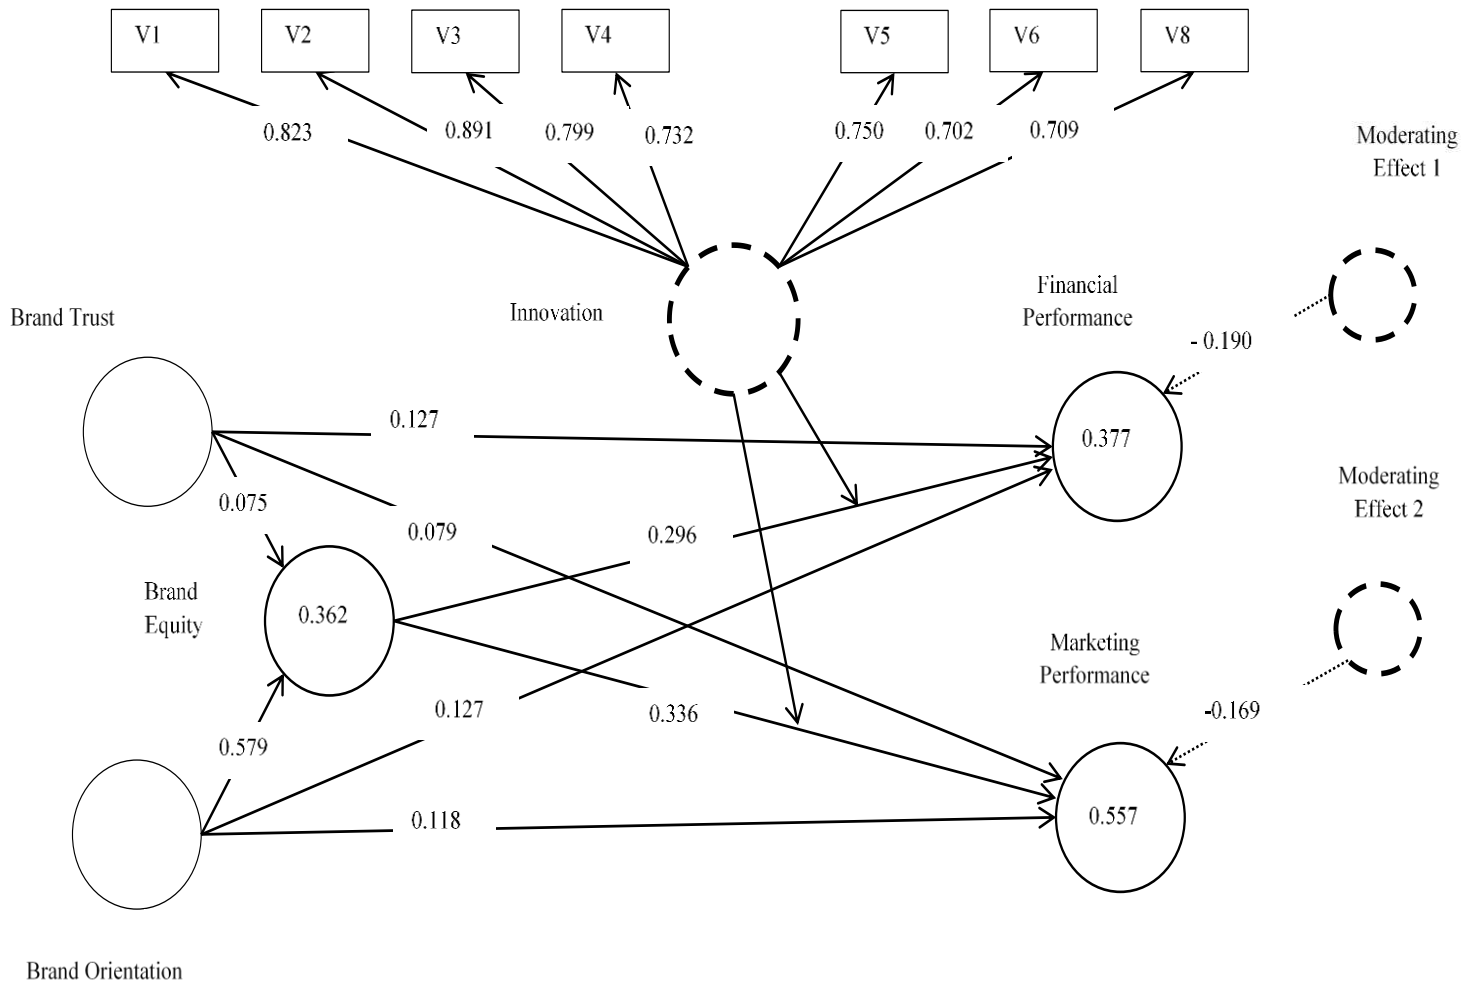 V1
V2
V3
V4
V5
V6
V8
0.823
0.891
0.799
0.732
0.750
0.702
0.709
Moderating
Effect 1
Innovation
Financial
Performance
Brand Trust
- 0.190
0.127
0.377
0.075
0.079
0.296
Moderating
Effect 2
Brand
Equity
0.362
Marketing
Performance
0.127
0.336
-0.169
0.579
0.118
0.557
Brand Orientation